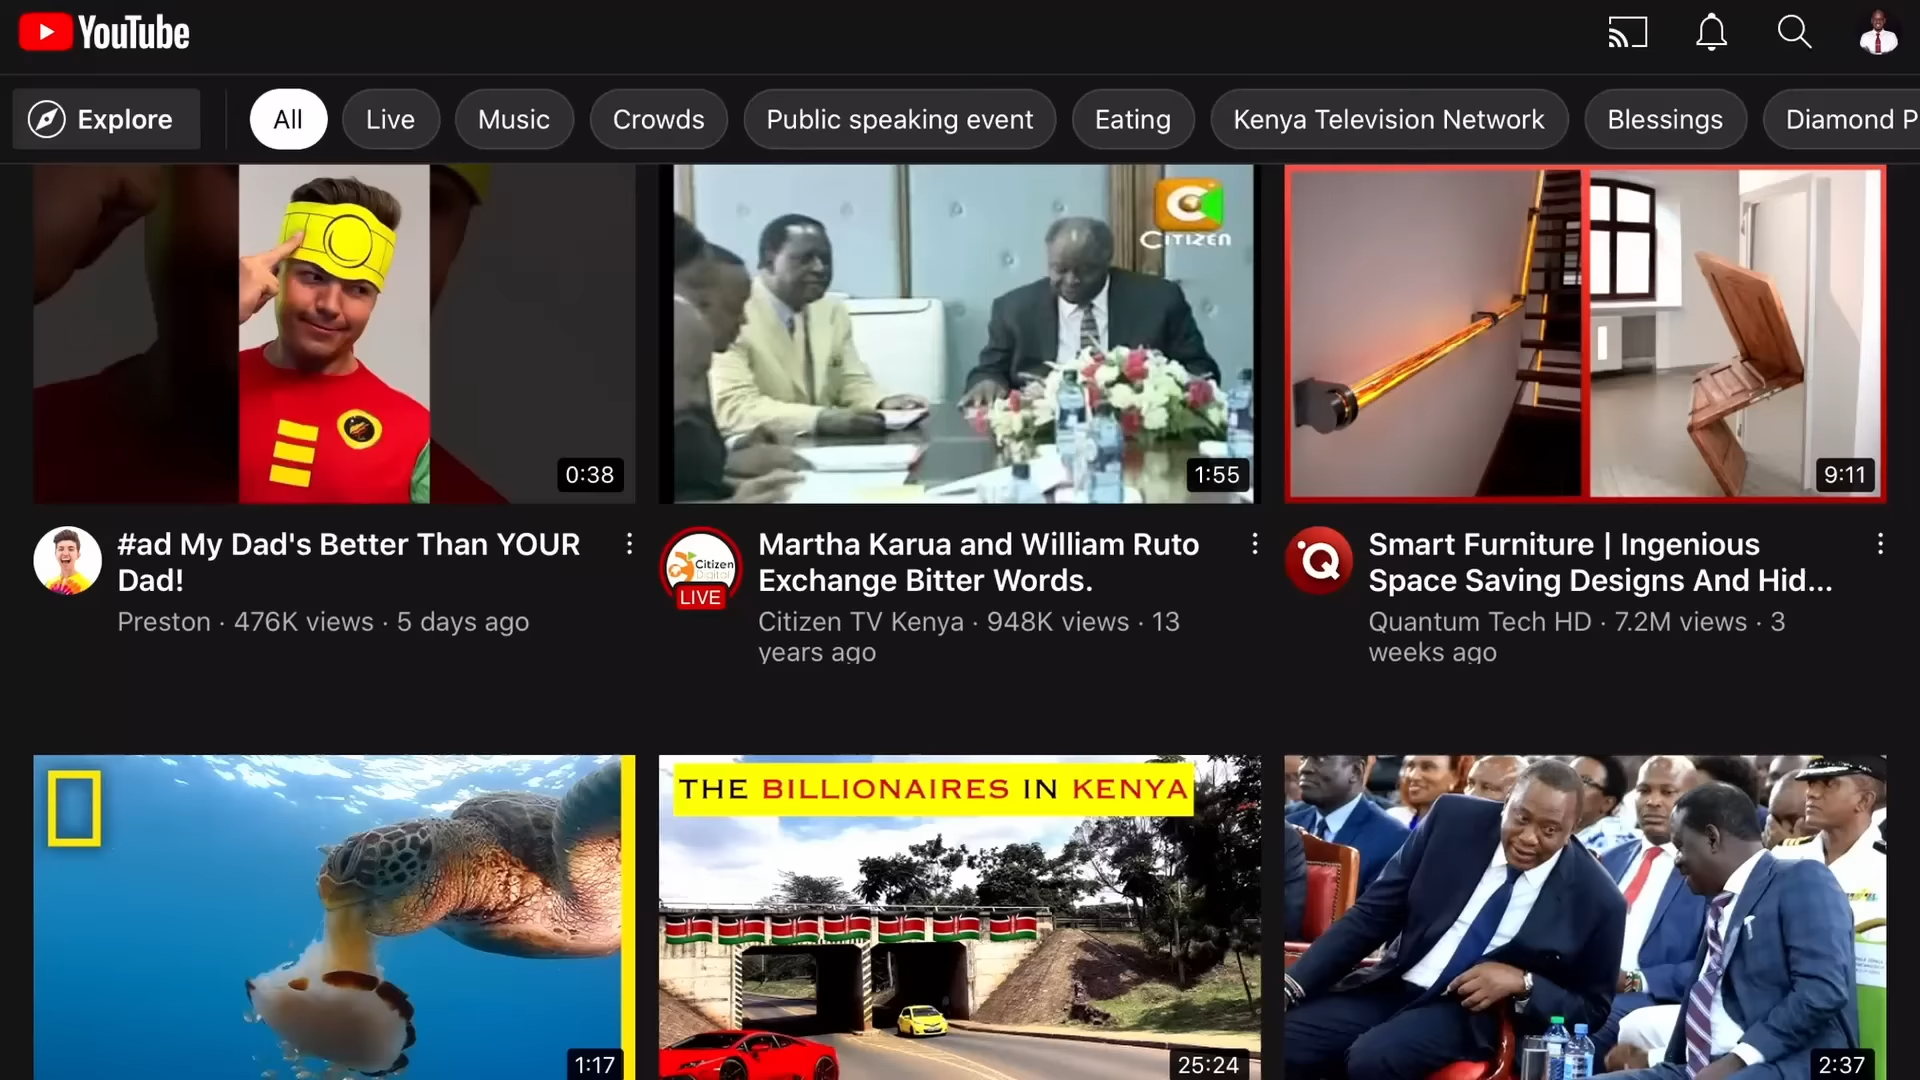 YouTube
Explore
All
Live
Music
Crowds
Public speaking event
Eating
Kenya Television Network
Blessings
Diamond P
CITIZEN
0:38
1:55
9:11
#ad My Dad's Better Than YOUR
Dad!
Preston · 476K views · 5 days ago
Citizen
Digital
LIVE
Martha Karua and William Ruto
Exchange Bitter Words.
Citizen TV Kenya · 948K views · 13
years ago
Q
Smart Furniture | Ingenious
Space Saving Designs And Hid...
Quantum Tech HD · 7.2M views · 3
weeks ago
THE BILLIONAIRES IN KENYA
1:17
25:24
2:37